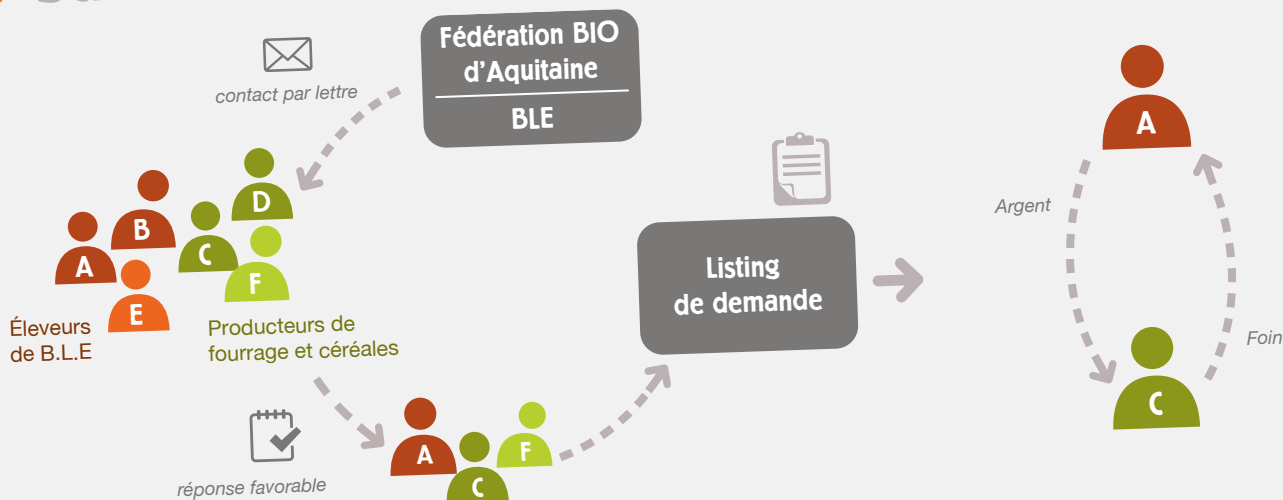 Fédération BIO
d'Aquitaine
BLE
contact par lettre
D
B
C
A
F
E
Éleveurs
de B.L.E
Producteurs de
fourrage et céréales
réponse favorable
A
F
C
Listing
de demande
A
Argent
Foin
C